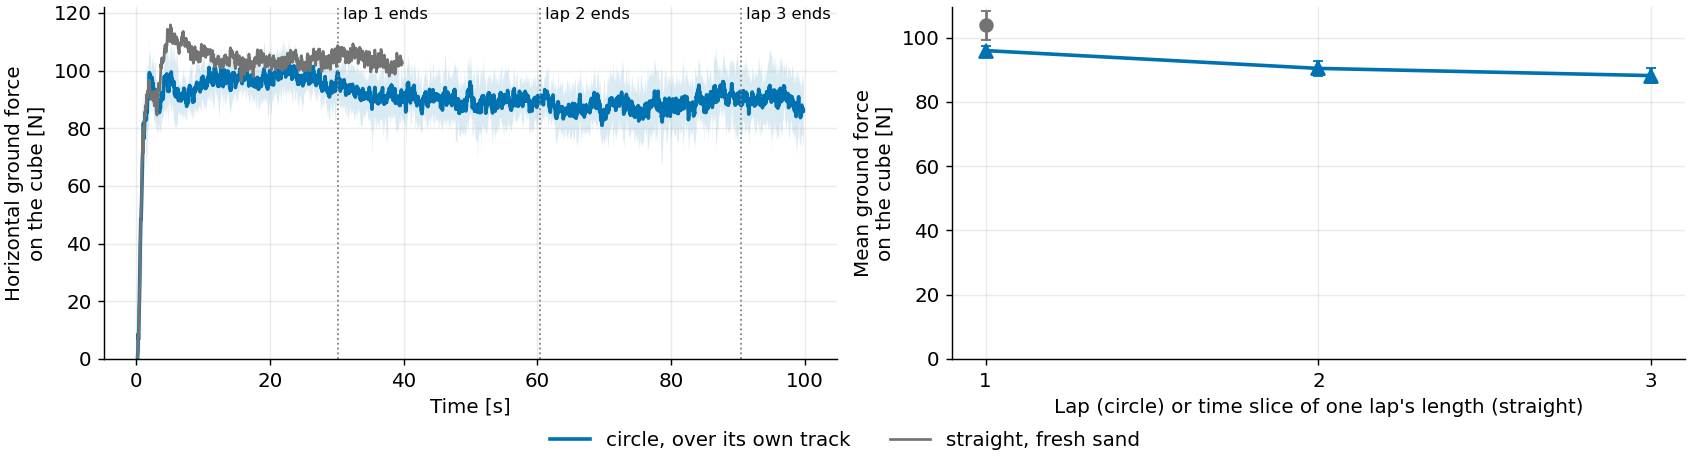 lap 1 ends
lap 2 ends
lap 3 ends
Horizontal ground force
on the cube [N]
120
100
80
60
40
20
0
0 20 40 60 80 100
Time [s]
Mean ground force
on the cube [N]
100
80
60
40
20
0
1 2 3
Lap (circle) or time slice of one lap's length (straight)
circle, over its own track
straight, fresh sand